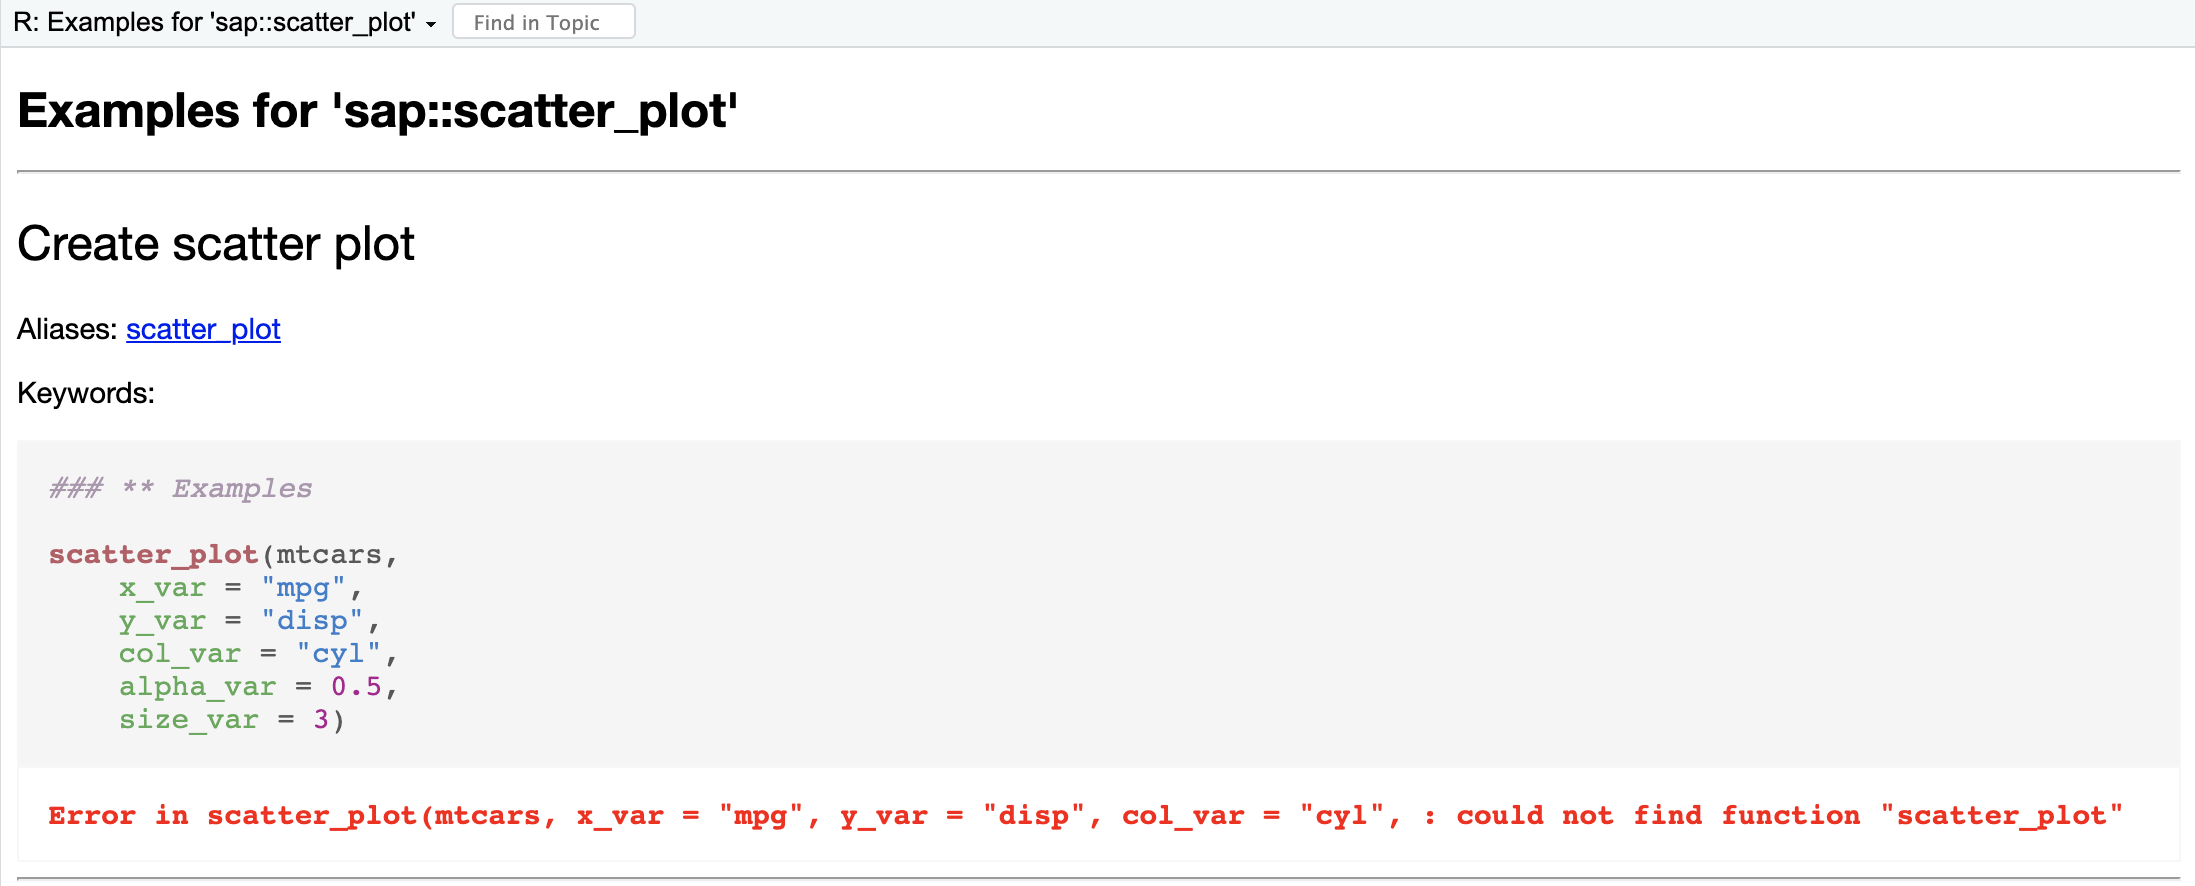 R: Examples for 'sap::scatter_plot'
Find in Topic
Examples for 'sap::scatter_plot'
Create scatter plot
Aliases: scatter_plot
Keywords:
### ** Examples
scatter_plot(mtcars,
    x_var = "mpg",
    y_var = "disp",
    col_var = "cyl",
    alpha_var = 0.5,
    size_var = 3)
Error in scatter_plot(mtcars, x_var = "mpg", y_var = "disp", col_var = "cyl", : could not find function "scatter_plot"